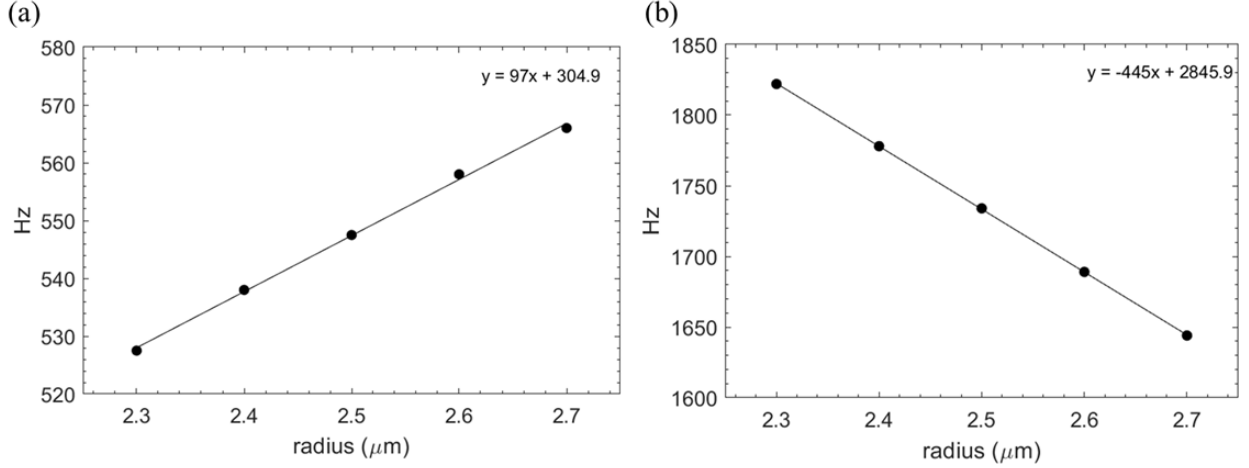 (a)
580
570
560
550
540
530
520
Hz
y = 97x + 304.9
2.3 2.4 2.5 2.6 2.7
radius (μm)
(b)
1850
1800
1750
1700
1650
1600
Hz
y = -445x + 2845.9
2.3 2.4 2.5 2.6 2.7
radius (μm)